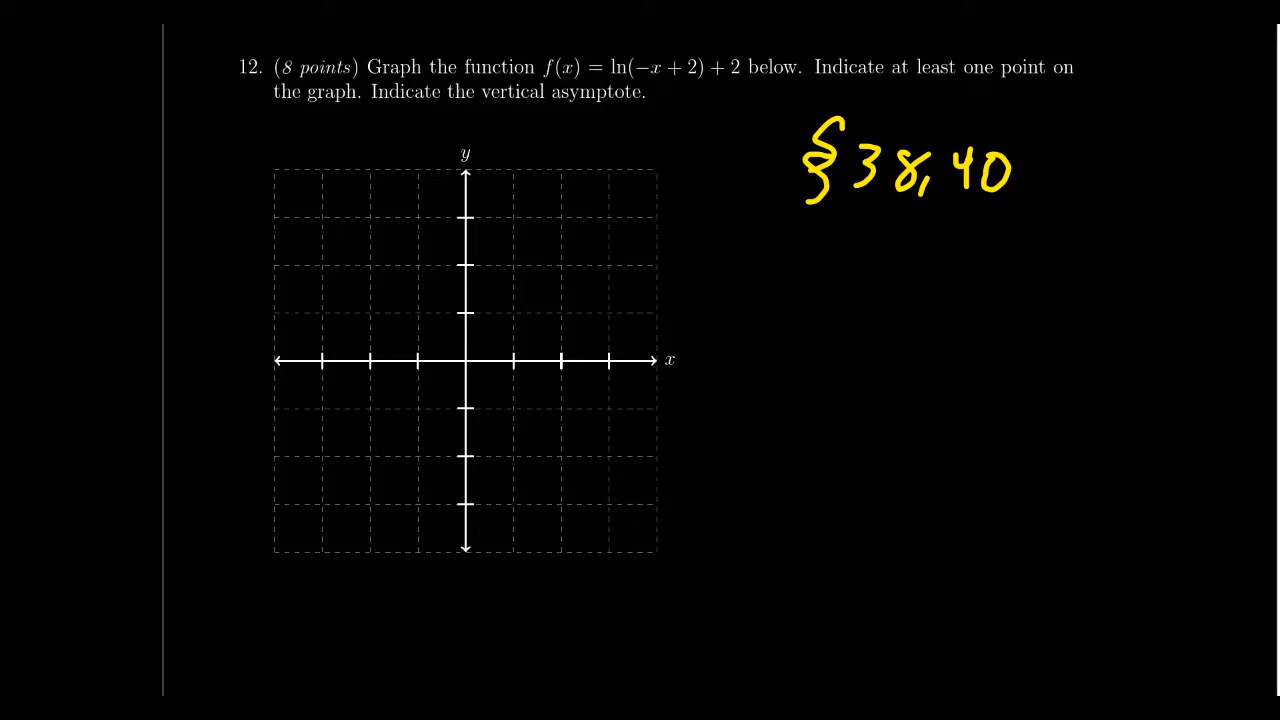 12. (8 points) Graph the function f(x) = ln(−x + 2) + 2 below. Indicate at least one point on
the graph. Indicate the vertical asymptote.
§ 38, 40
y
x